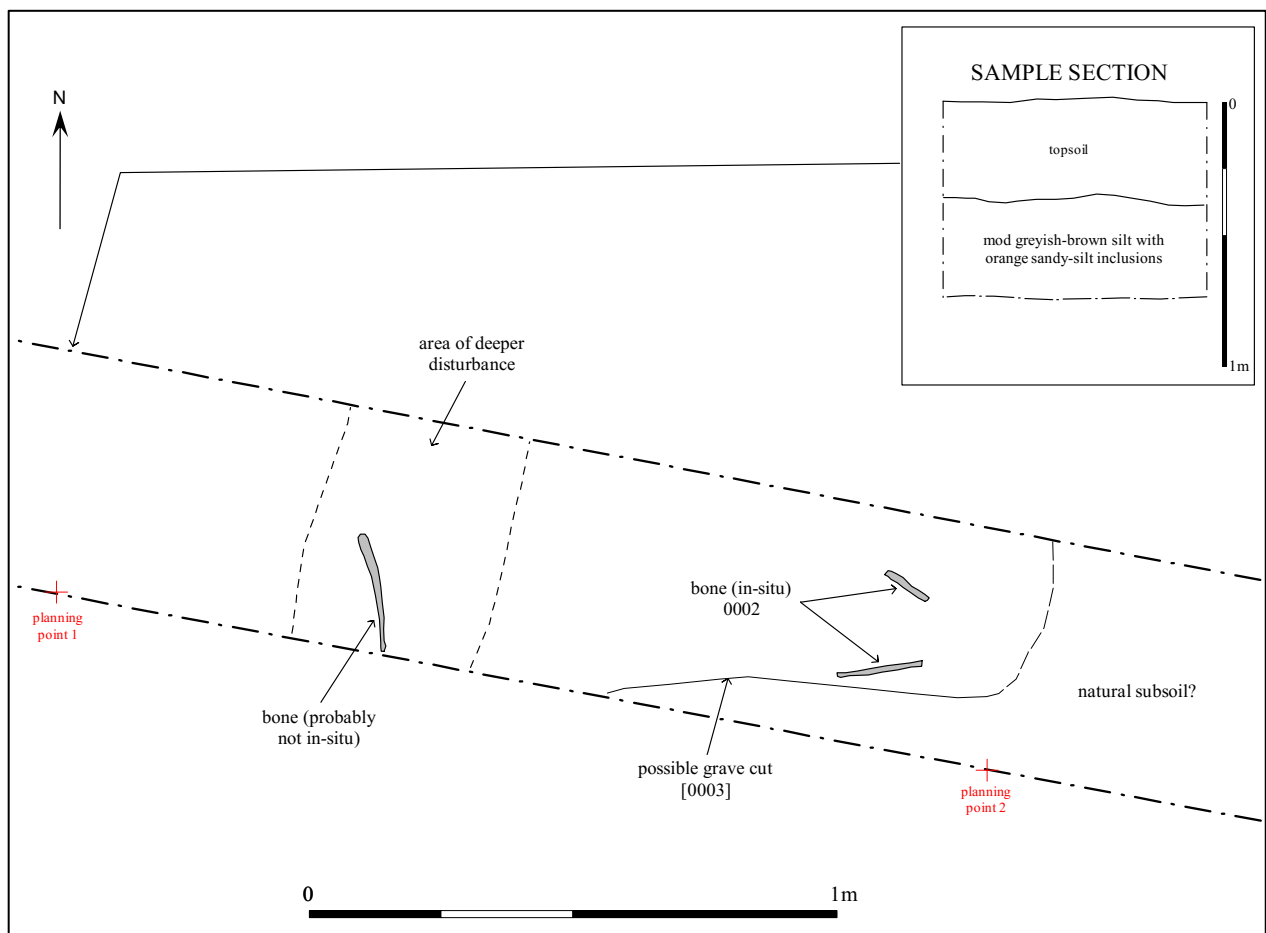 N
SAMPLE SECTION
0
topsoil
mod greyish-brown silt with
orange sandy-silt inclusions
1m
area of deeper
disturbance
bone (in-situ)
0002
planning
point 1
natural subsoil?
bone (probably
not in-situ)
possible grave cut
[0003]
planning
point 2
0
1m